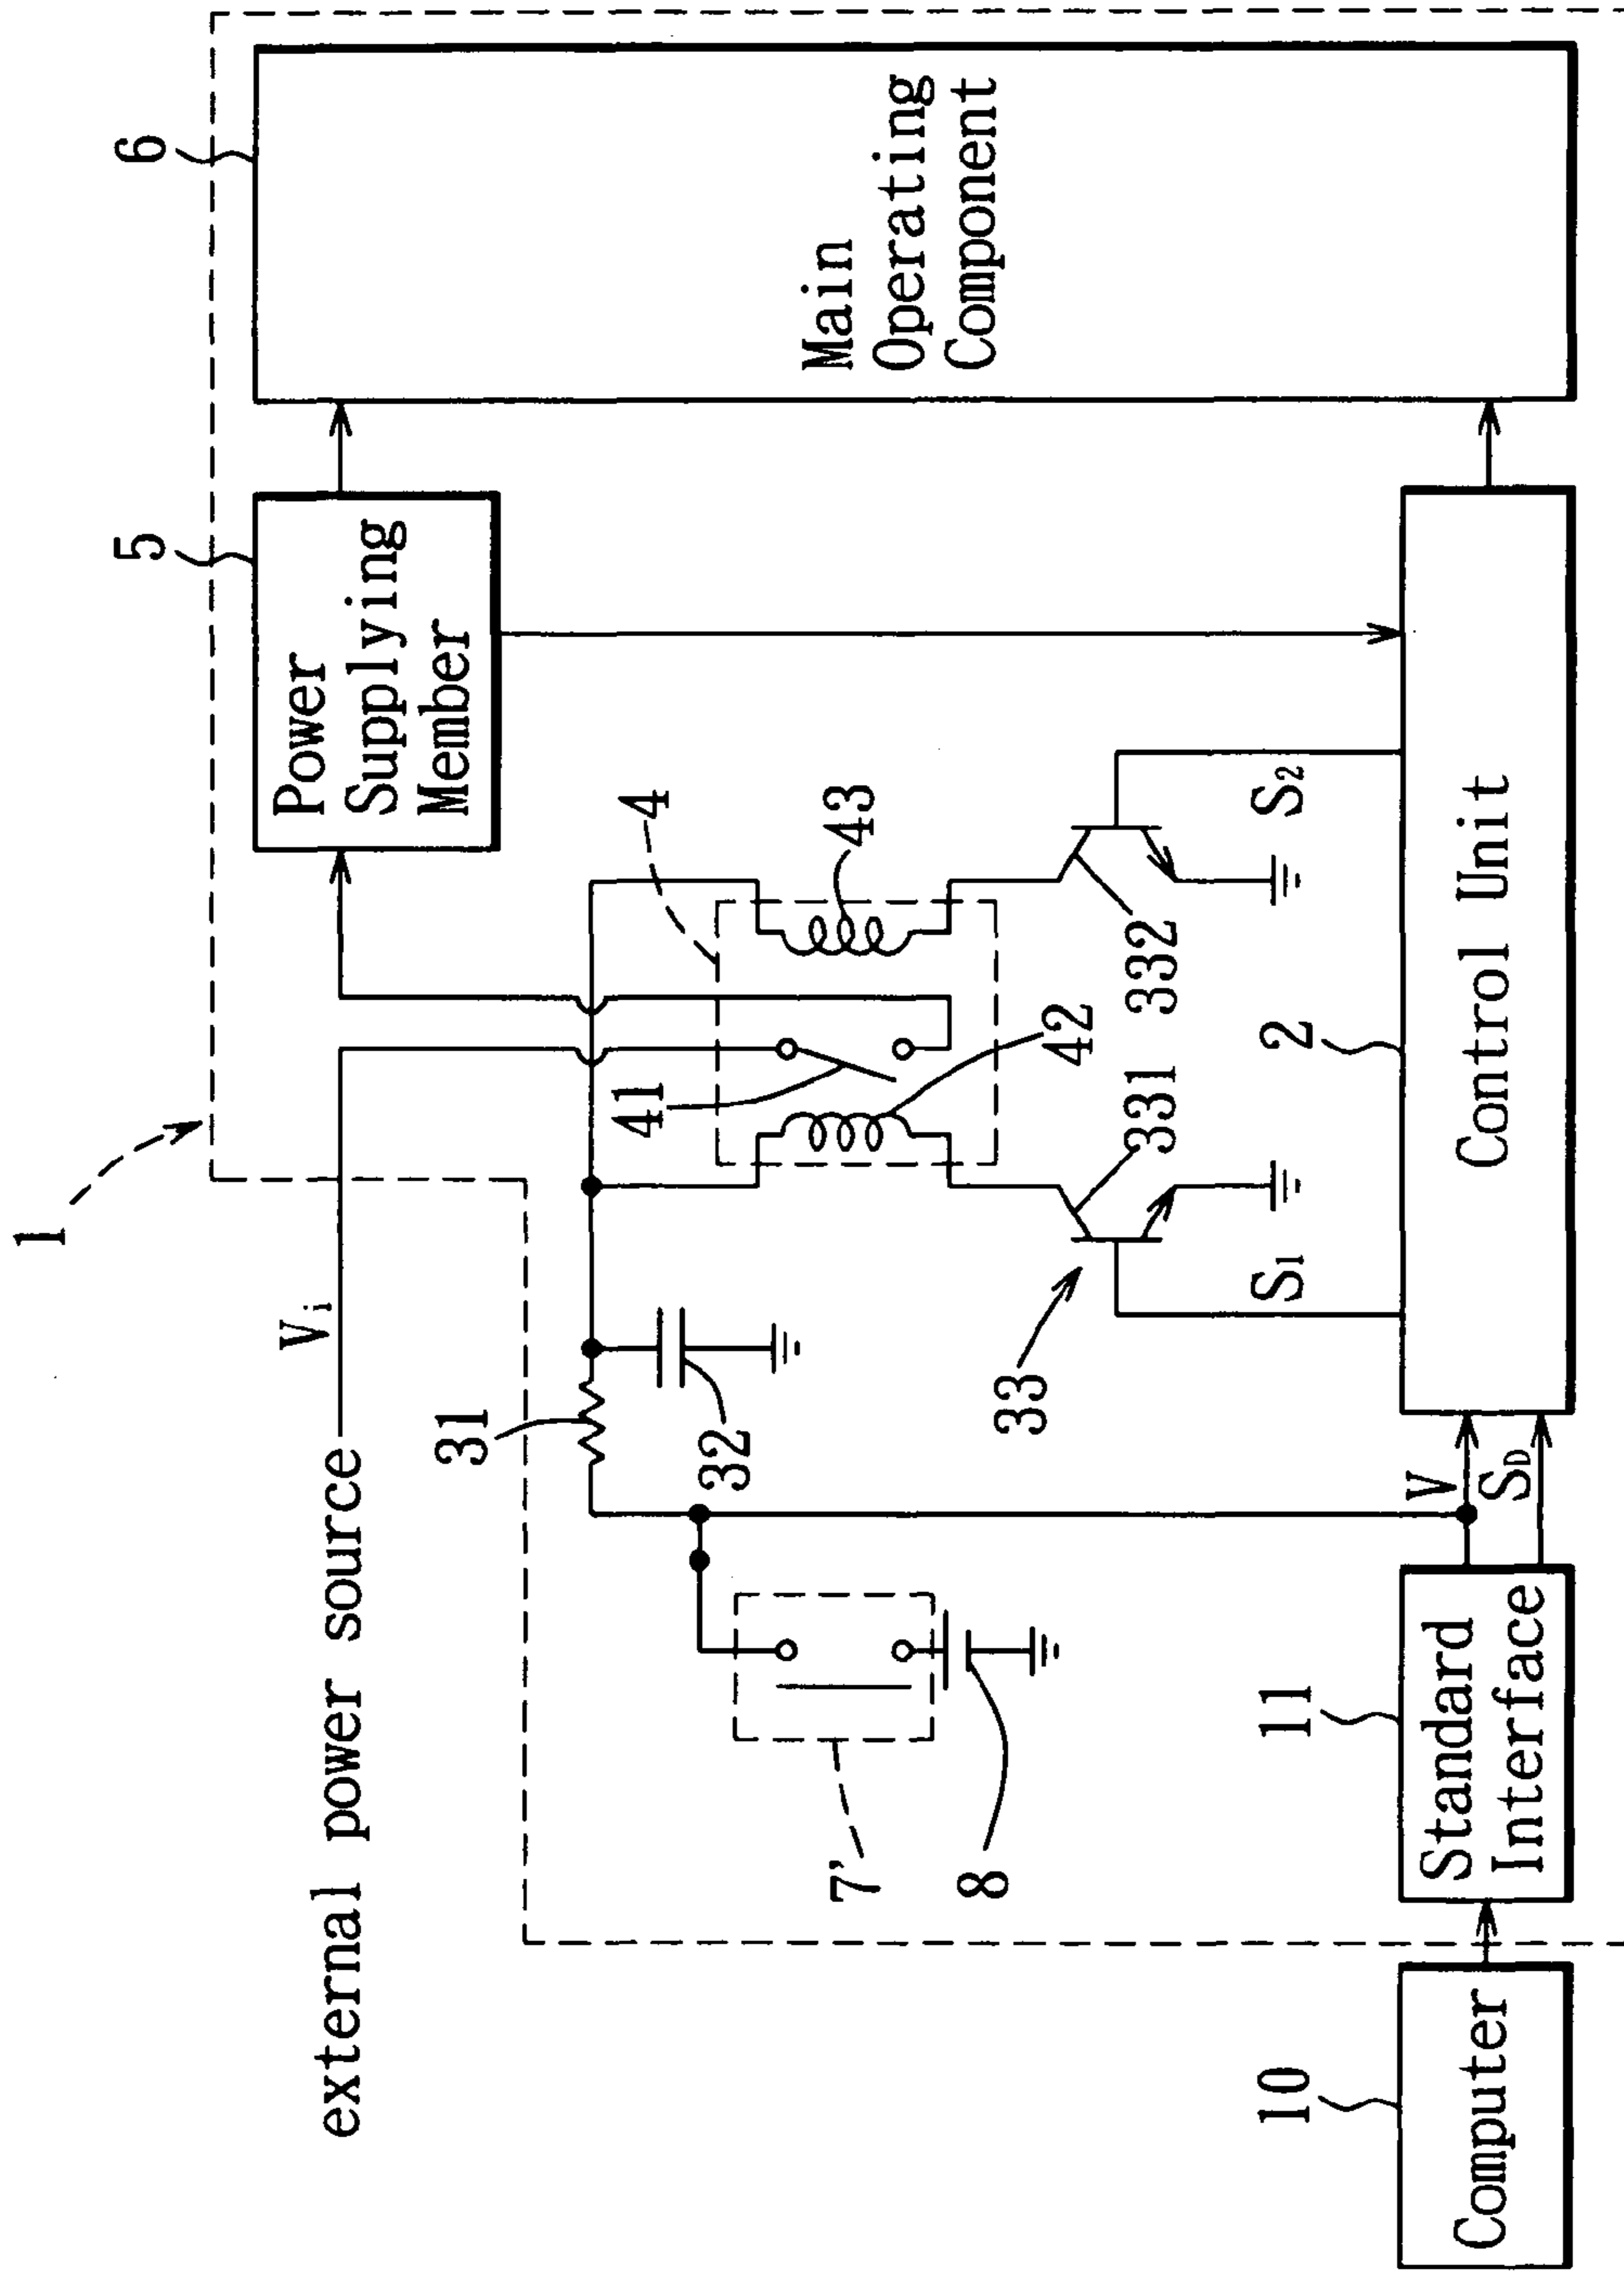 1
external power source
Vi
5
6
Power
Supplying
Member
Main
Operating
Component
31
32
4
41
42
43
7'
8
33
331
332
S1
S2
10
Computer
11
Standard
Interface
V
SD
2
Control Unit